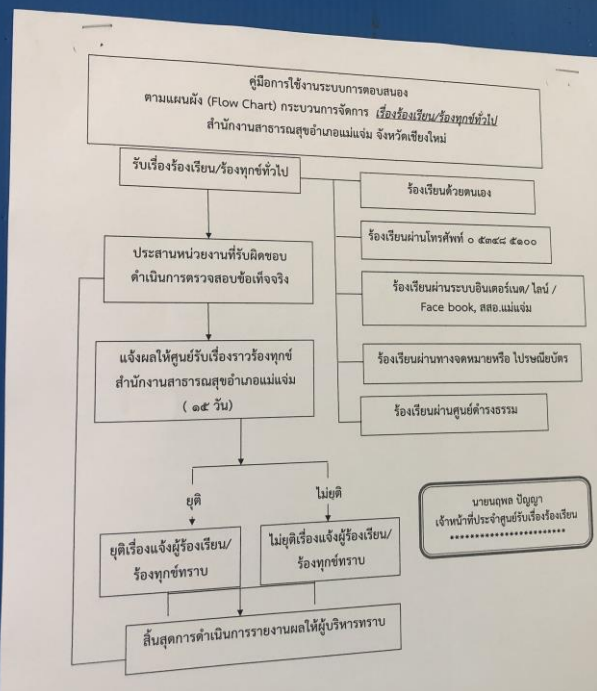 คู่มือการใช้งานระบบการตอบสนอง
ตามแผนผัง (Flow Chart) กระบวนการจัดการ เรื่องร้องเรียน/ร้องทุกข์ทั่วไป
สำนักงานสาธารณสุขอำเภอแม่แจ่ม จังหวัดเชียงใหม่
รับเรื่องร้องเรียน/ร้องทุกข์ทั่วไป
ร้องเรียนด้วยตนเอง
ร้องเรียนผ่านโทรศัพท์ ๐ ๕๓๔๘ ๕๑๐๐
ร้องเรียนผ่านระบบอินเตอร์เนต/ ไลน์ /
Face book, สสอ.แม่แจ่ม
ร้องเรียนผ่านทางจดหมายหรือ ไปรษณียบัตร
ร้องเรียนผ่านศูนย์ดำรงธรรม
ประสานหน่วยงานที่รับผิดชอบ
ดำเนินการตรวจสอบข้อเท็จจริง
แจ้งผลให้ศูนย์รับเรื่องราวร้องทุกข์
สำนักงานสาธารณสุขอำเภอแม่แจ่ม
( ๑๕ วัน)
ยุติ
ไม่ยุติ
ยุติเรื่องแจ้งผู้ร้องเรียน/
ร้องทุกข์ทราบ
ไม่ยุติเรื่องแจ้งผู้ร้องเรียน/
ร้องทุกข์ทราบ
สิ้นสุดการดำเนินการรายงานผลให้ผู้บริหารทราบ
นายนฤพล ปัญญา
เจ้าหน้าที่ประจำศูนย์รับเรื่องร้องเรียน
***********************